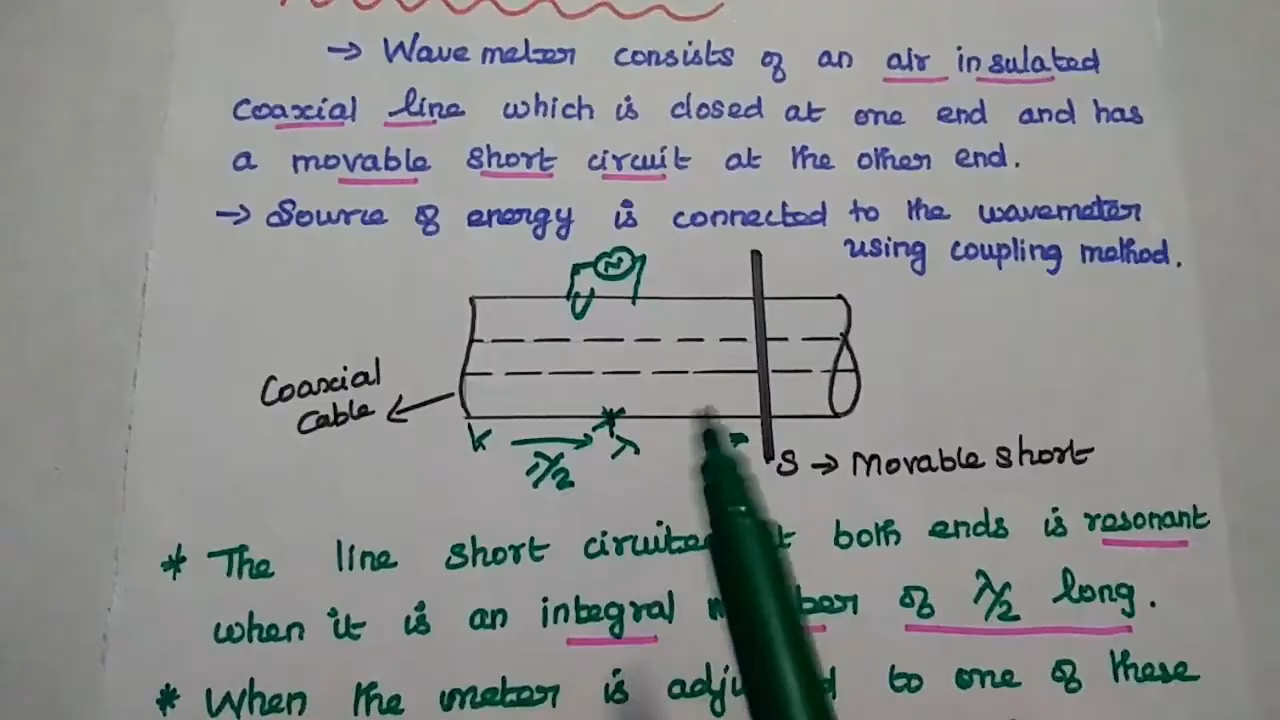 → Wavemeter consists of an air insulated
coaxial line which is closed at one end and has
a movable short circuit at the other end.
→ Source of energy is connected to the wavemeter
using coupling method.
Coaxial
Cable
λ/2
S → Movable short
* The line short circuited at both ends is resonant
when it is an integral of λ/2 long.
* When the meter is to one of these